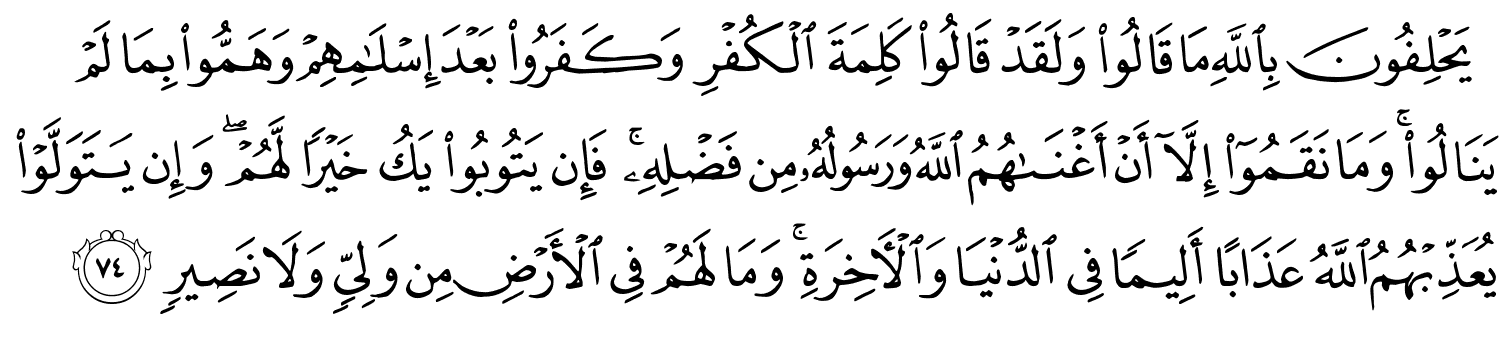 يَحْلِفُونَ بِٱللَّهِ مَا قَالُوا۟ وَلَقَدْ قَالُوا۟ كَلِمَةَ ٱلْكُفْرِ وَكَفَرُوا۟ بَعْدَ إِسْلَـٰمِهِمْ وَهَمُّوا۟ بِمَا لَمْ
يَنَالُوا۟ ۚ وَمَا نَقَمُوٓا۟ إِلَّآ أَنْ أَغْنَىٰهُمُ ٱللَّهُ وَرَسُولُهُۥ مِن فَضْلِهِۦ ۚ فَإِن يَتُوبُوا۟ يَكُ خَيْرًا لَّهُمْ ۖ وَإِن يَتَوَلَّوْا۟
يُعَذِّبْهُمُ ٱللَّهُ عَذَابًا أَلِيمًا فِى ٱلدُّنْيَا وَٱلْـَٔاخِرَةِ ۚ وَمَا لَهُمْ فِى ٱلْأَرْضِ مِن وَلِىٍّ وَلَا نَصِيرٍ ٧٤